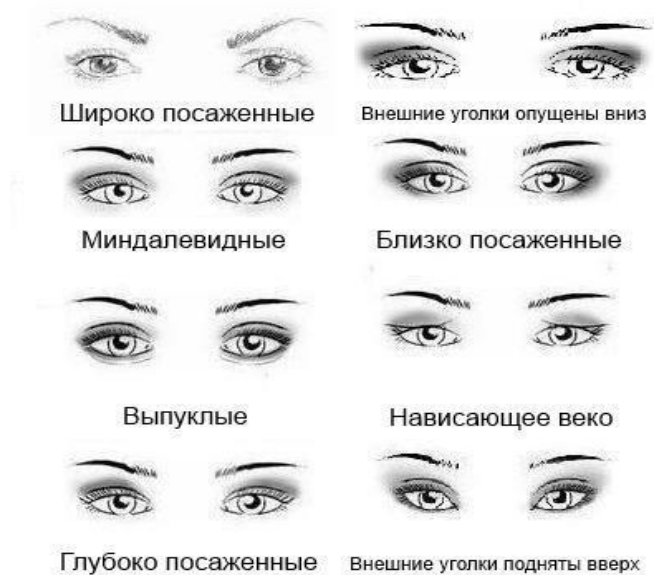 Широко посаженные
Внешние уголки опущены вниз
Миндалевидные
Близко посаженные
Выпуклые
Нависающее веко
Глубоко посаженные
Внешние уголки подняты вверх